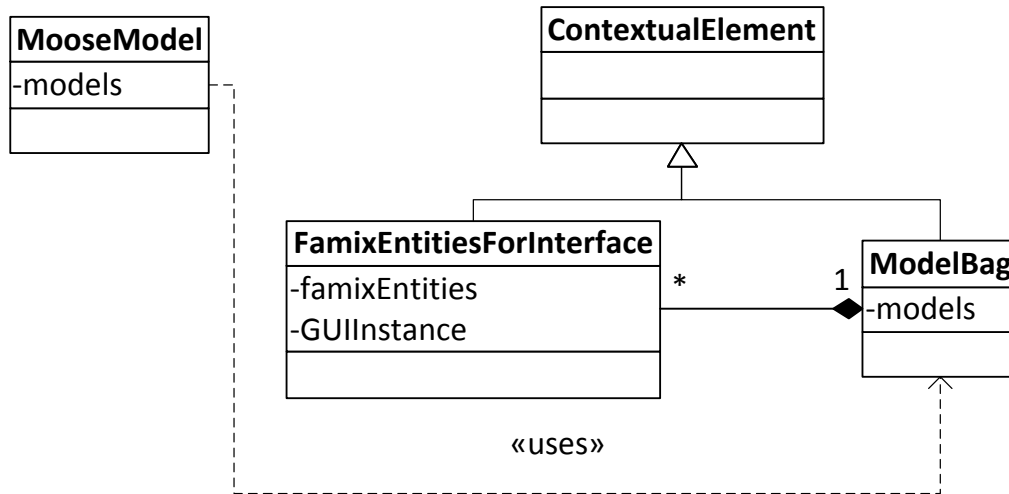 MooseModel
-models
ContextualElement
FamixEntitiesForInterface
-famixEntities
-GUIInstance
*
1
ModelBag
-models
«uses»